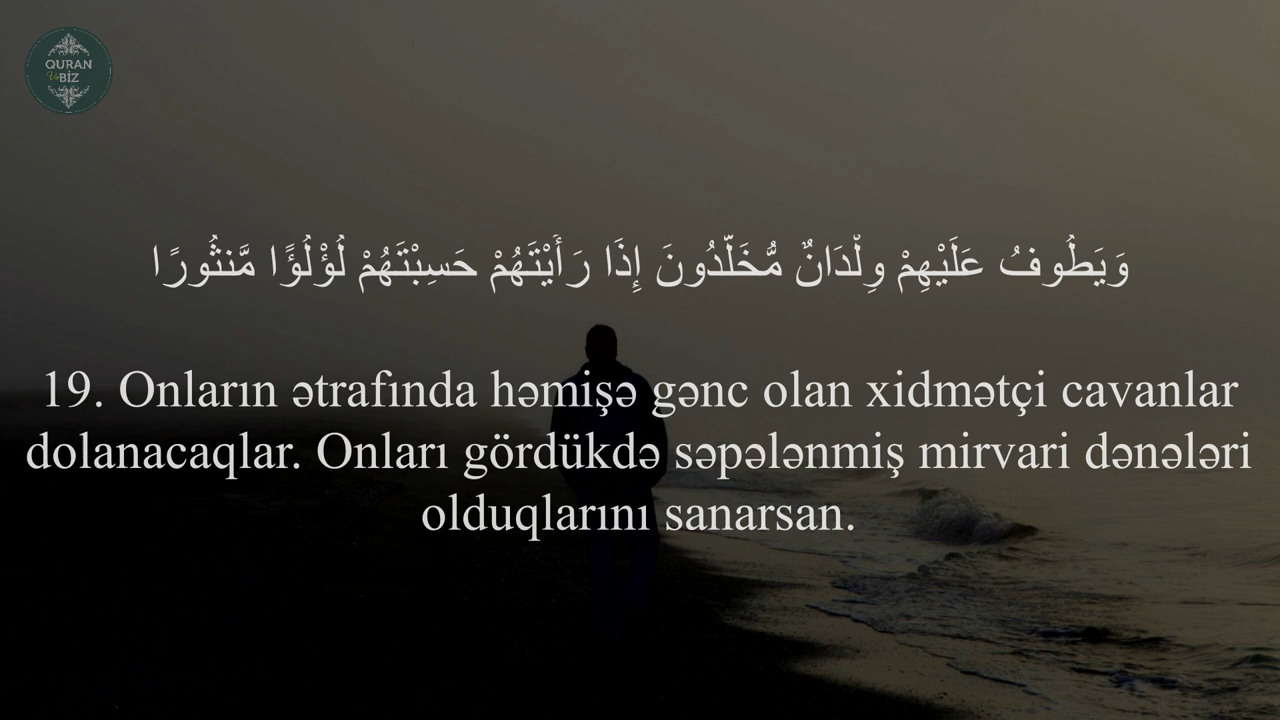 QURAN
Və BİZ
وَيَطُوفُ عَلَيْهِمْ وِلْدَانٌ مُّخَلَّدُونَ إِذَا رَأَيْتَهُمْ حَسِبْتَهُمْ لُؤْلُؤًا مَّنثُورًا
19. Onların ətrafında həmişə gənc olan xidmətçi cavanlar
dolanacaqlar. Onları gördükdə səpələnmiş mirvari dənələri
olduqlarını sanarsan.